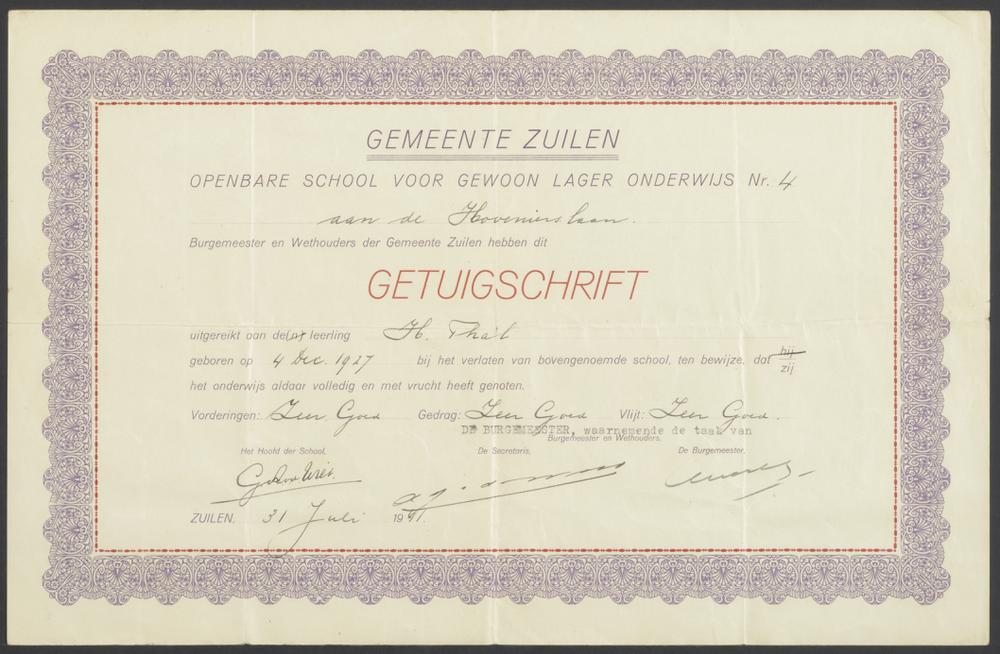 GEMEENTE ZUILEN
OPENBARE SCHOOL VOOR GEWOON LAGER ONDERWIJS Nr. 4
aan de Hovenierslaan.
Burgemeester en Wethouders der Gemeente Zuilen hebben dit
GETUIGSCHRIFT
uitgereikt aan de(n) leerling H. Thal
geboren op 4 Dec. 1927 bij het verlaten van bovengenoemde school, ten bewijze, dat hij zij
het onderwijs aldaar volledig en met vrucht heeft genoten.
Vorderingen: Zeer Goed Gedrag: Zeer Goed Vlijt: Zeer Goed.
DE BURGEMEESTER, waarnemende de taak van
Burgemeester en Wethouders,
Het Hoofd der School, De Secretaris, De Burgemeester,
ZUILEN, 31 Juli 1941.